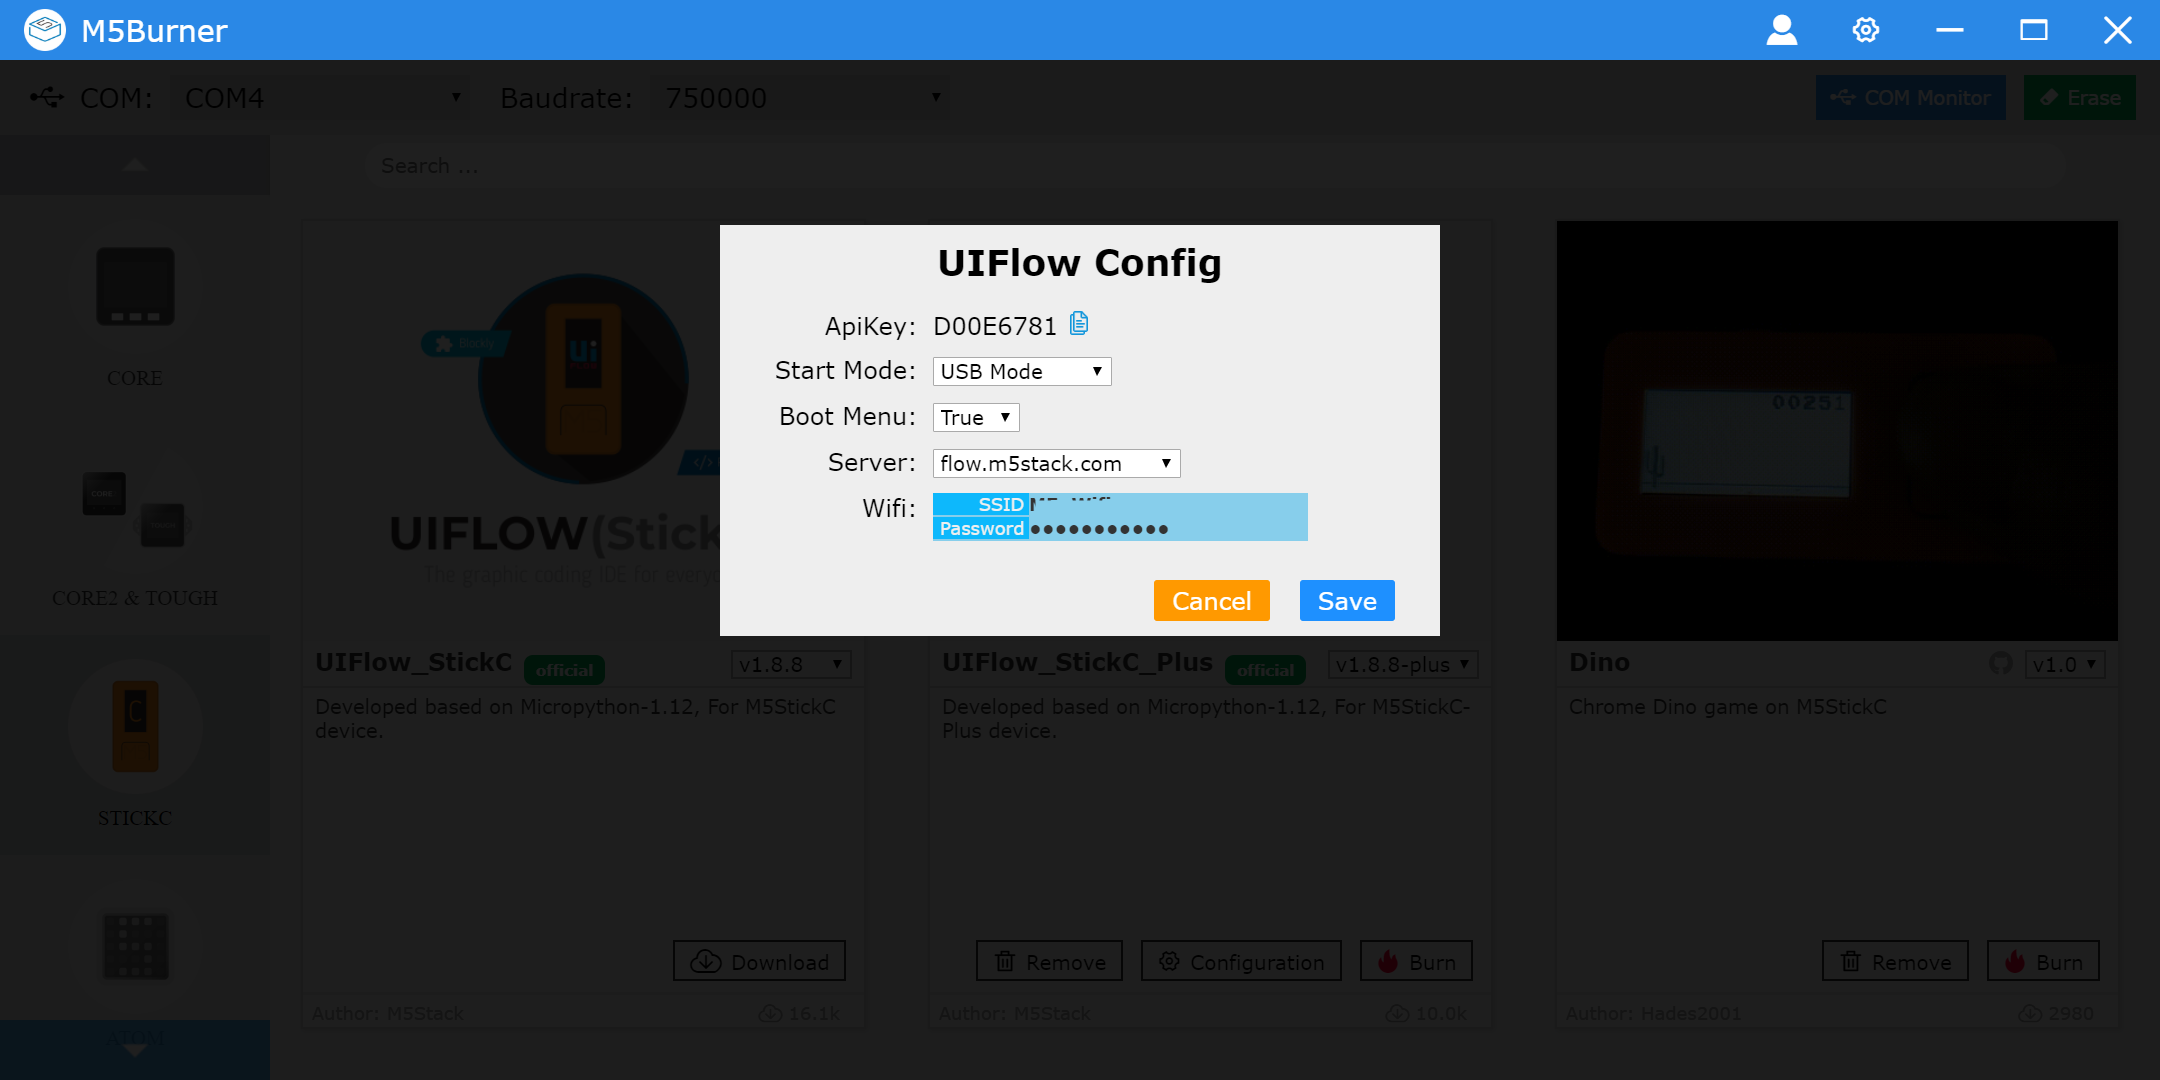 M5Burner
COM: COM4 Baudrate: 750000 COM Monitor Erase
Search ...
UIFlow Config
ApiKey: D00E6781
Start Mode: USB Mode
Boot Menu: True
Server: flow.m5stack.com
Wifi: SSID
Password ●●●●●●●●●●●
Cancel Save
CORE
CORE2 & TOUGH
STICKC
ATOM
Blockly
Ui
FLOW
</>
UIFLOW(Stick
The graphic coding IDE for every
UIFlow_StickC official v1.8.8
Developed based on Micropython-1.12, For M5StickC
device.
Download
Author: M5Stack 16.1k
UIFlow_StickC_Plus official v1.8.8-plus
Developed based on Micropython-1.12, For M5StickC-
Plus device.
Remove Configuration Burn
Author: M5Stack 10.0k
00251
Dino v1.0
Chrome Dino game on M5StickC
Remove Burn
Author: Hades2001 2980